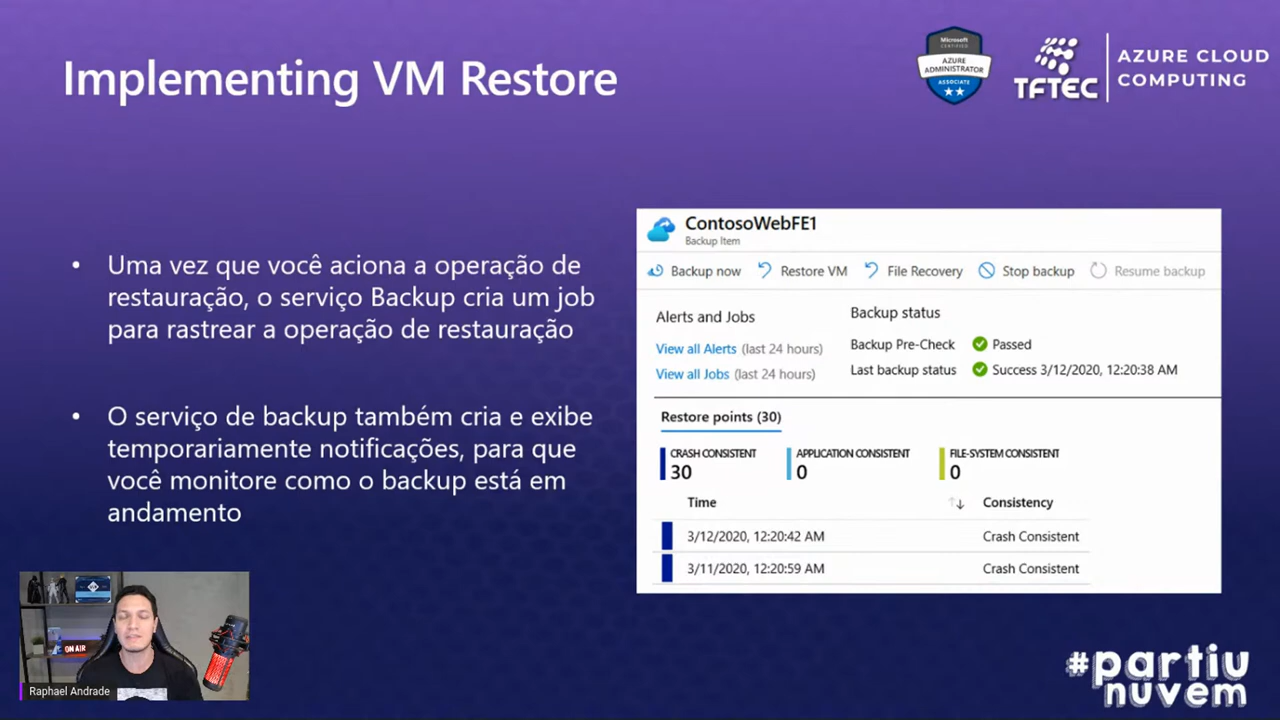 Implementing VM Restore
Microsoft
CERTIFIED
AZURE
ADMINISTRATOR
ASSOCIATE
TFTEC
AZURE CLOUD
COMPUTING
• Uma vez que você aciona a operação de
restauração, o serviço Backup cria um job
para rastrear a operação de restauração
• O serviço de backup também cria e exibe
temporariamente notificações, para que
você monitore como o backup está em
andamento
ContosoWebFE1
Backup Item
Backup now Restore VM File Recovery Stop backup Resume backup
Alerts and Jobs
View all Alerts (last 24 hours)
View all Jobs (last 24 hours)
Backup status
Backup Pre-Check Passed
Last backup status Success 3/12/2020, 12:20:38 AM
Restore points (30)
CRASH CONSISTENT APPLICATION CONSISTENT FILE-SYSTEM CONSISTENT
30 0 0
Time Consistency
3/12/2020, 12:20:42 AM Crash Consistent
3/11/2020, 12:20:59 AM Crash Consistent
ON AIR
Raphael Andrade
#partiu
nuvem